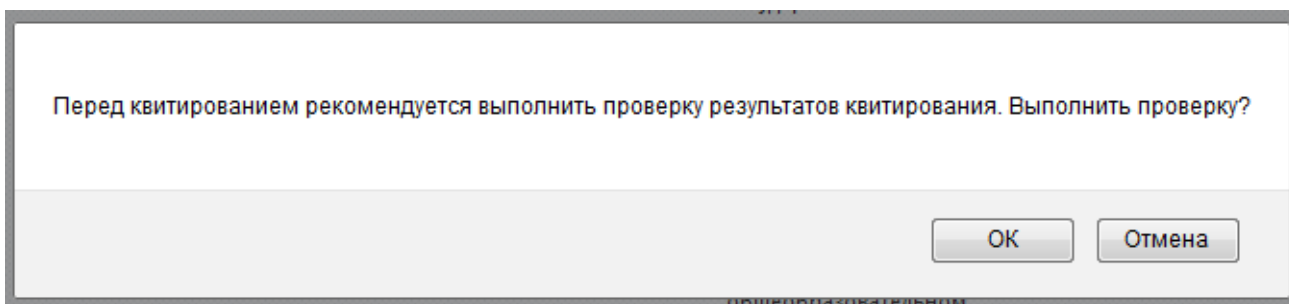 Перед квитированием рекомендуется выполнить проверку результатов квитирования. Выполнить проверку?
ОК
Отмена